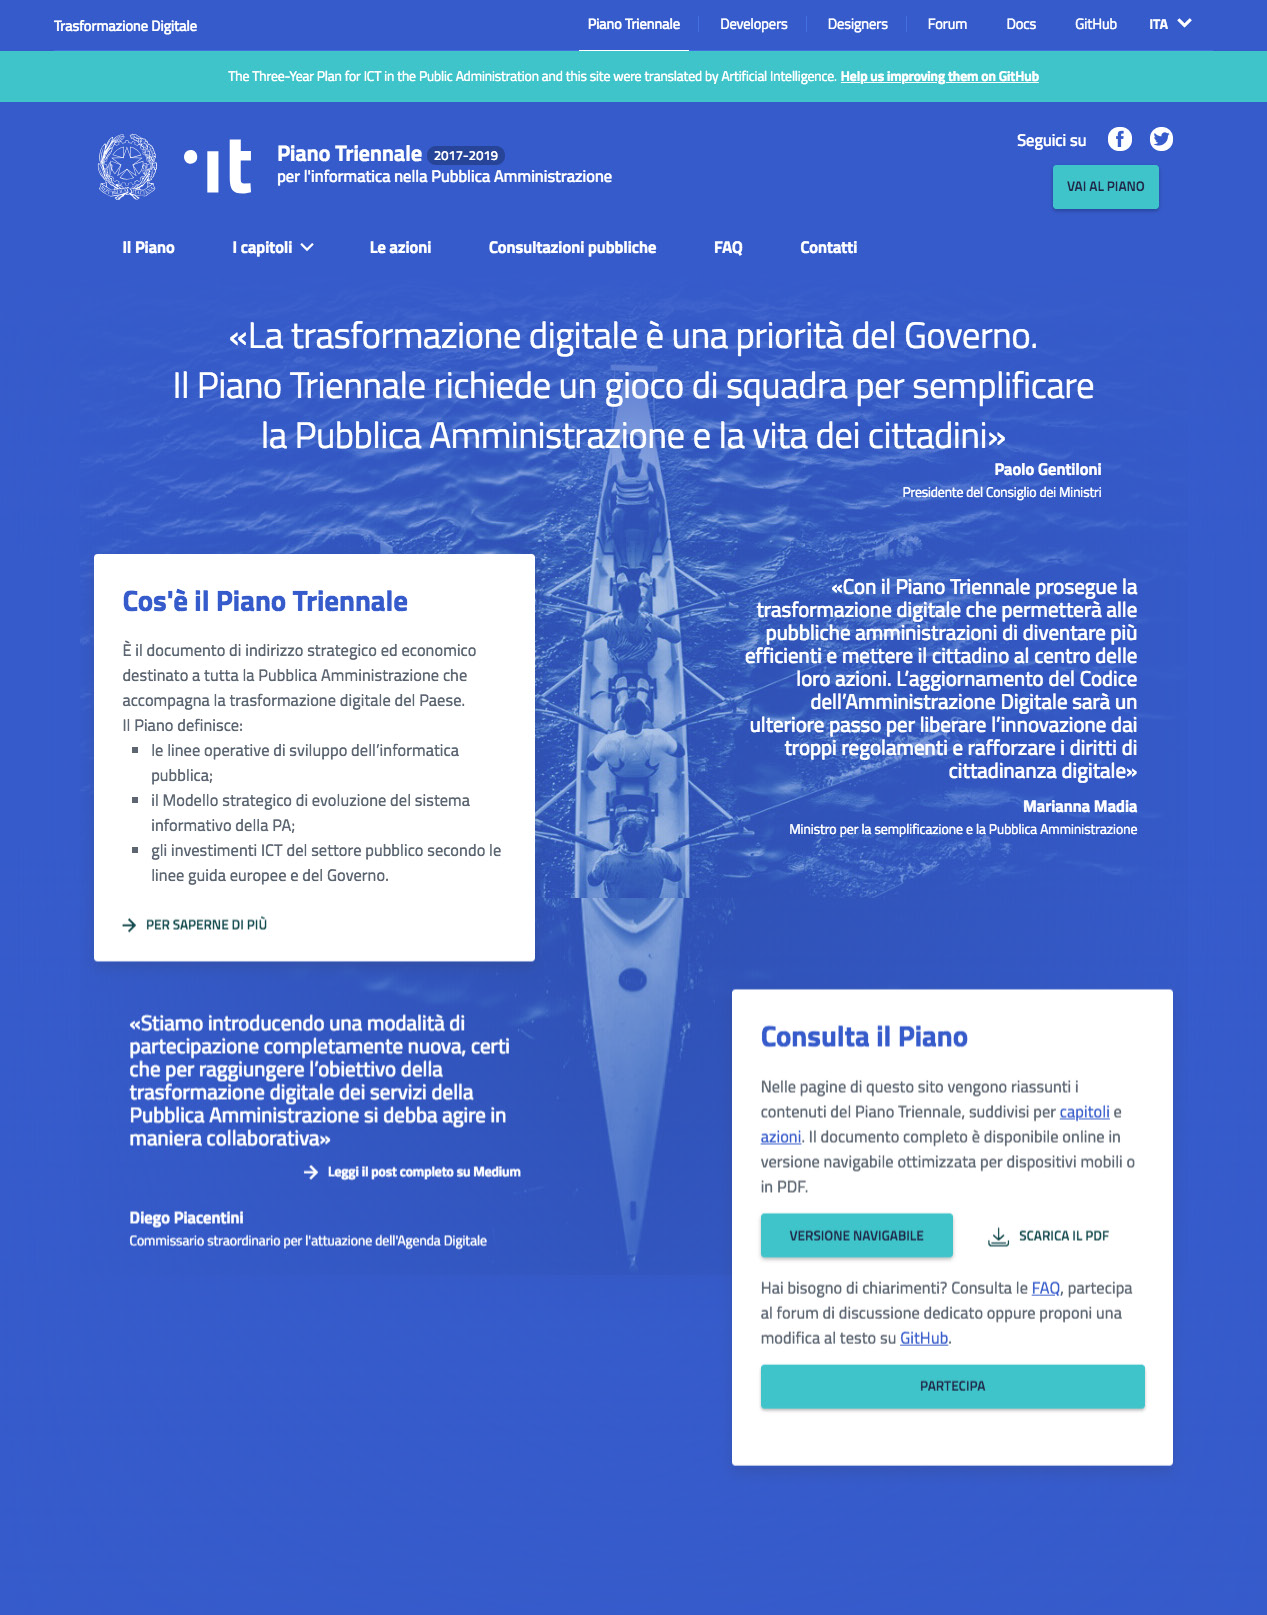 Trasformazione Digitale
Piano Triennale
Developers
Designers
Forum
Docs
GitHub
ITA
The Three-Year Plan for ICT in the Public Administration and this site were translated by Artificial Intelligence. Help us improving them on GitHub
it
Piano Triennale 2017-2019
per l'informatica nella Pubblica Amministrazione
Seguici su
VAI AL PIANO
Il Piano
I capitoli
Le azioni
Consultazioni pubbliche
FAQ
Contatti
«La trasformazione digitale è una priorità del Governo.
Il Piano Triennale richiede un gioco di squadra per semplificare
la Pubblica Amministrazione e la vita dei cittadini»
Paolo Gentiloni
Presidente del Consiglio dei Ministri
Cos'è il Piano Triennale
È il documento di indirizzo strategico ed economico
destinato a tutta la Pubblica Amministrazione che
accompagna la trasformazione digitale del Paese.
Il Piano definisce:
le linee operative di sviluppo dell’informatica
pubblica;
il Modello strategico di evoluzione del sistema
informativo della PA;
gli investimenti ICT del settore pubblico secondo le
linee guida europee e del Governo.
PER SAPERNE DI PIÙ
«Con il Piano Triennale prosegue la
trasformazione digitale che permetterà alle
pubbliche amministrazioni di diventare più
efficienti e mettere il cittadino al centro delle
loro azioni. L’aggiornamento del Codice
dell’Amministrazione Digitale sarà un
ulteriore passo per liberare l’innovazione dai
troppi regolamenti e rafforzare i diritti di
cittadinanza digitale»
Marianna Madia
Ministro per la semplificazione e la Pubblica Amministrazione
«Stiamo introducendo una modalità di
partecipazione completamente nuova, certi
che per raggiungere l’obiettivo della
trasformazione digitale dei servizi della
Pubblica Amministrazione si debba agire in
maniera collaborativa»
Leggi il post completo su Medium
Diego Piacentini
Commissario straordinario per l'attuazione dell'Agenda Digitale
Consulta il Piano
Nelle pagine di questo sito vengono riassunti i
contenuti del Piano Triennale, suddivisi per capitoli e
azioni. Il documento completo è disponibile online in
versione navigabile ottimizzata per dispositivi mobili o
in PDF.
VERSIONE NAVIGABILE
SCARICA IL PDF
Hai bisogno di chiarimenti? Consulta le FAQ, partecipa
al forum di discussione dedicato oppure proponi una
modifica al testo su GitHub.
PARTECIPA